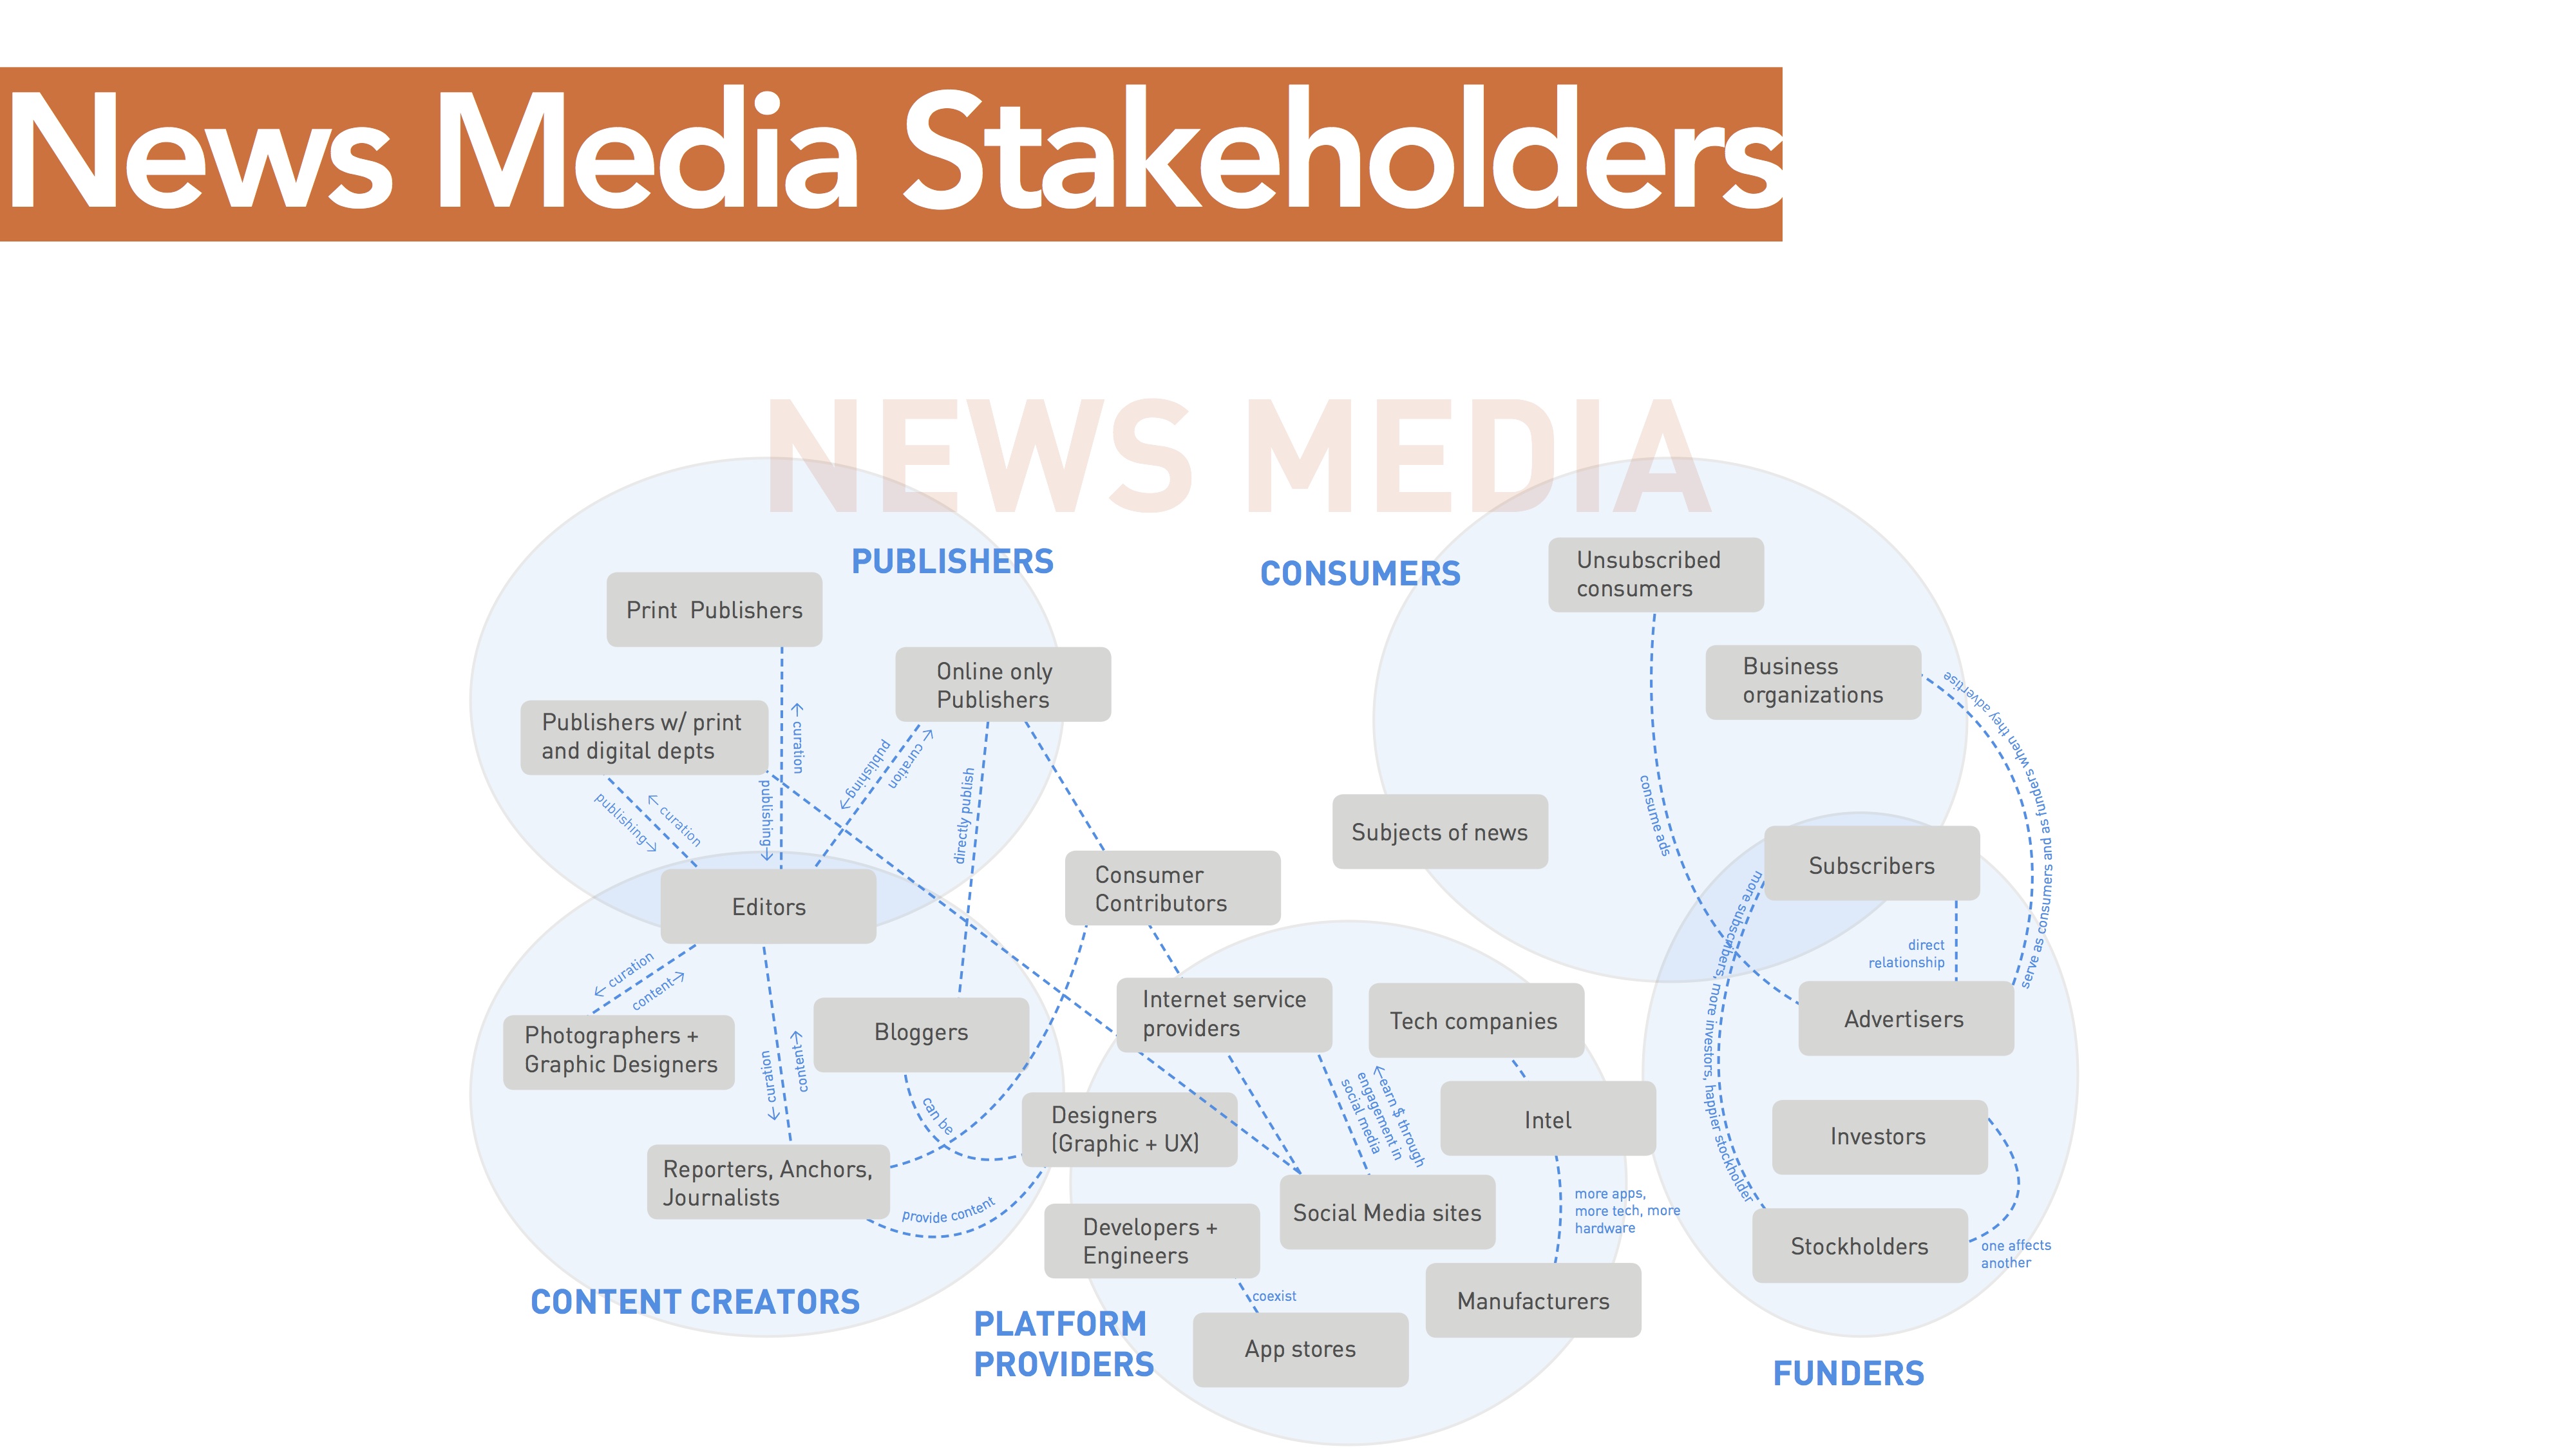 News Media Stakeholders
NEWS MEDIA
PUBLISHERS
Print Publishers
Online only
Publishers
Publishers w/ print
and digital depts
← curation
publishing→
publishing→
← curation
publishing→
← curation
directly publish
Editors
← curation
content→
← curation
content→
Photographers +
Graphic Designers
Bloggers
can be
Reporters, Anchors,
Journalists
provide content
CONTENT CREATORS
Consumer
Contributors
CONSUMERS
Unsubscribed
consumers
Business
organizations
Subjects of news
consume ads
serve as consumers and as funders when they advertise
Subscribers
direct
relationship
more subscribers, more investors, happier stockholder
Advertisers
Investors
Stockholders
one affects
another
FUNDERS
Internet service
providers
Tech companies
Intel
Designers
(Graphic + UX)
←earn $ through
engagement in
social media
Social Media sites
more apps,
more tech, more
hardware
Developers +
Engineers
coexist
Manufacturers
App stores
PLATFORM
PROVIDERS